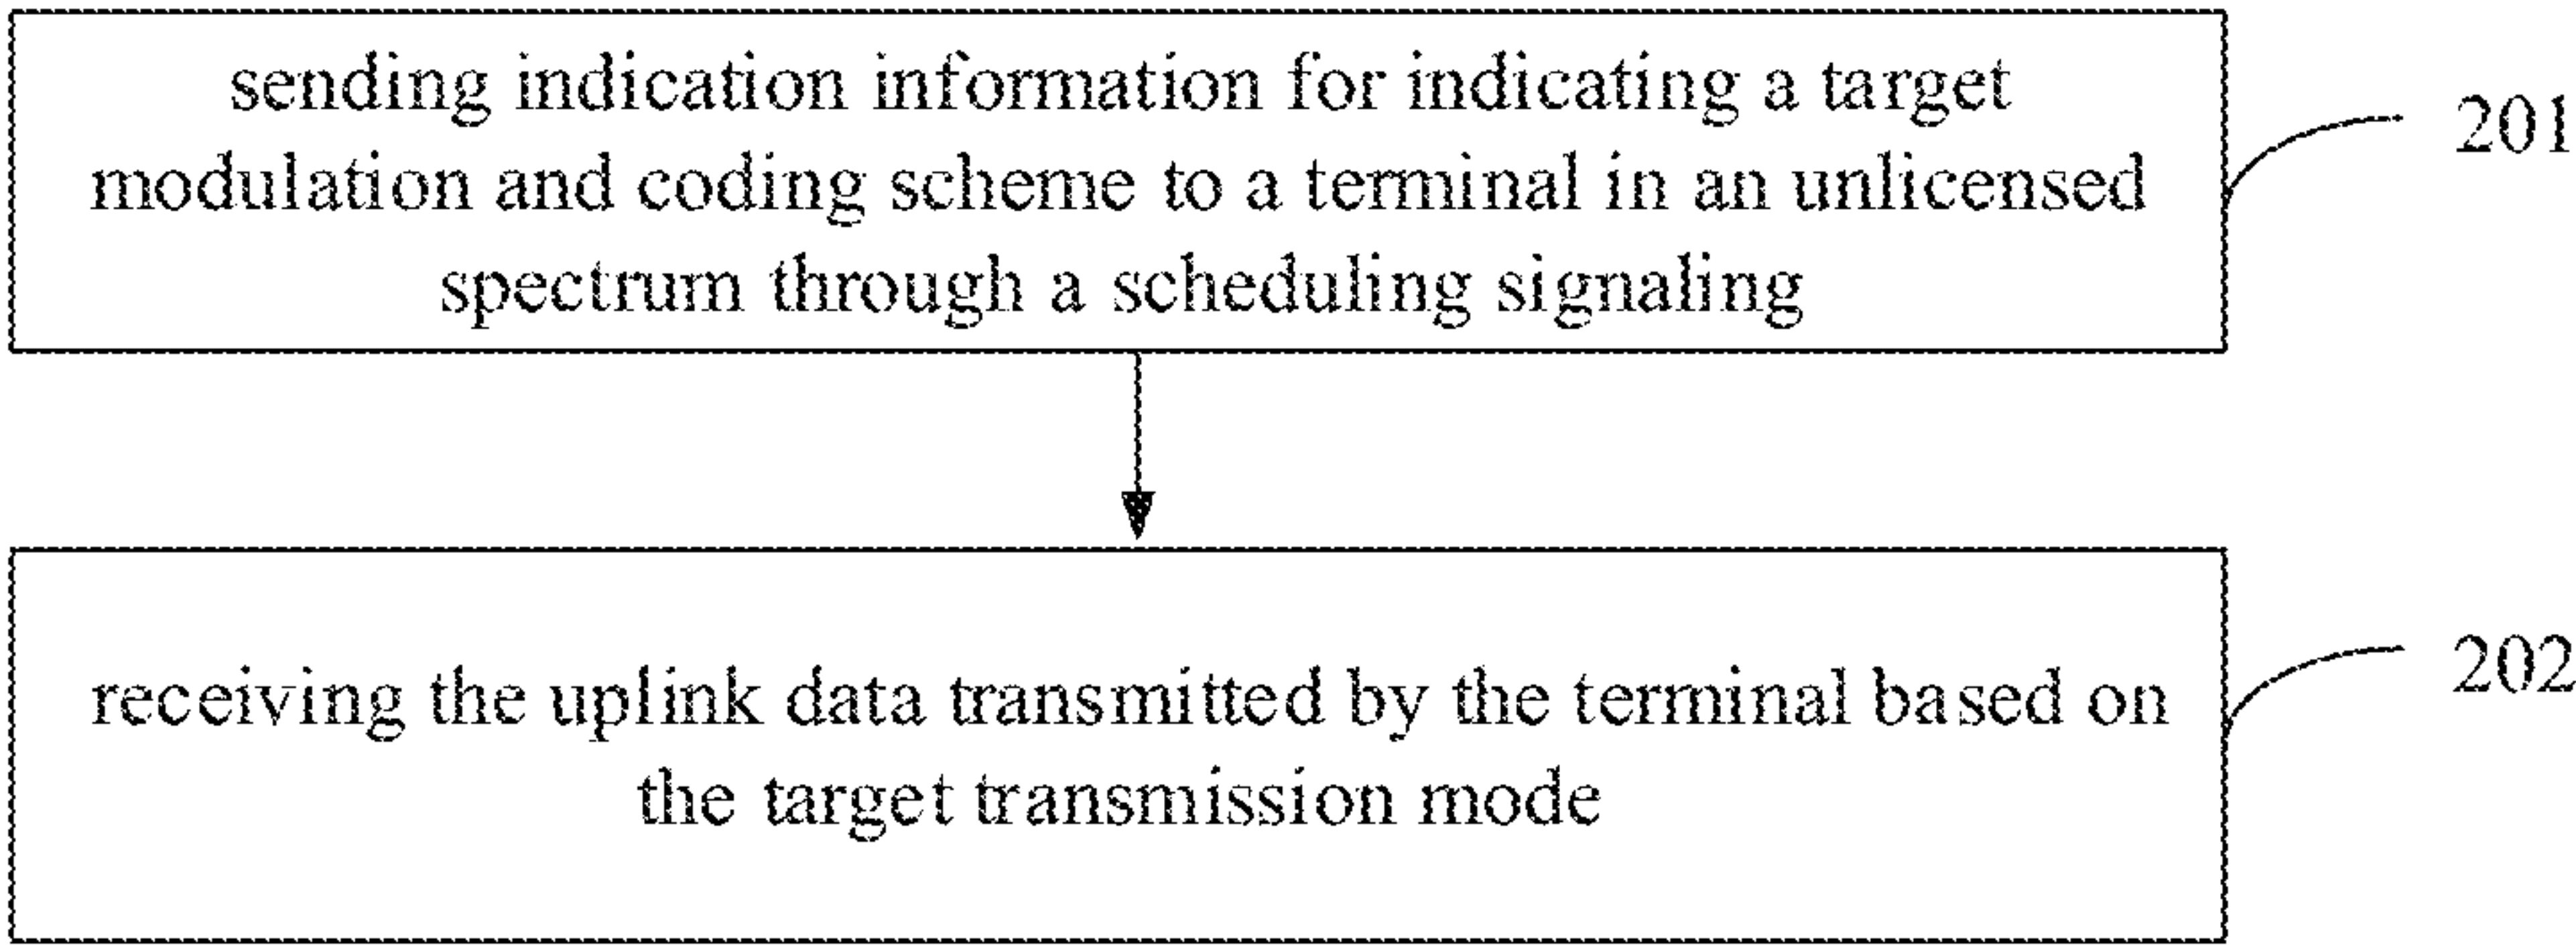 sending indication information for indicating a target
modulation and coding scheme to a terminal in an unlicensed
spectrum through a scheduling signaling
201
receiving the uplink data transmitted by the terminal based on
the target transmission mode
202